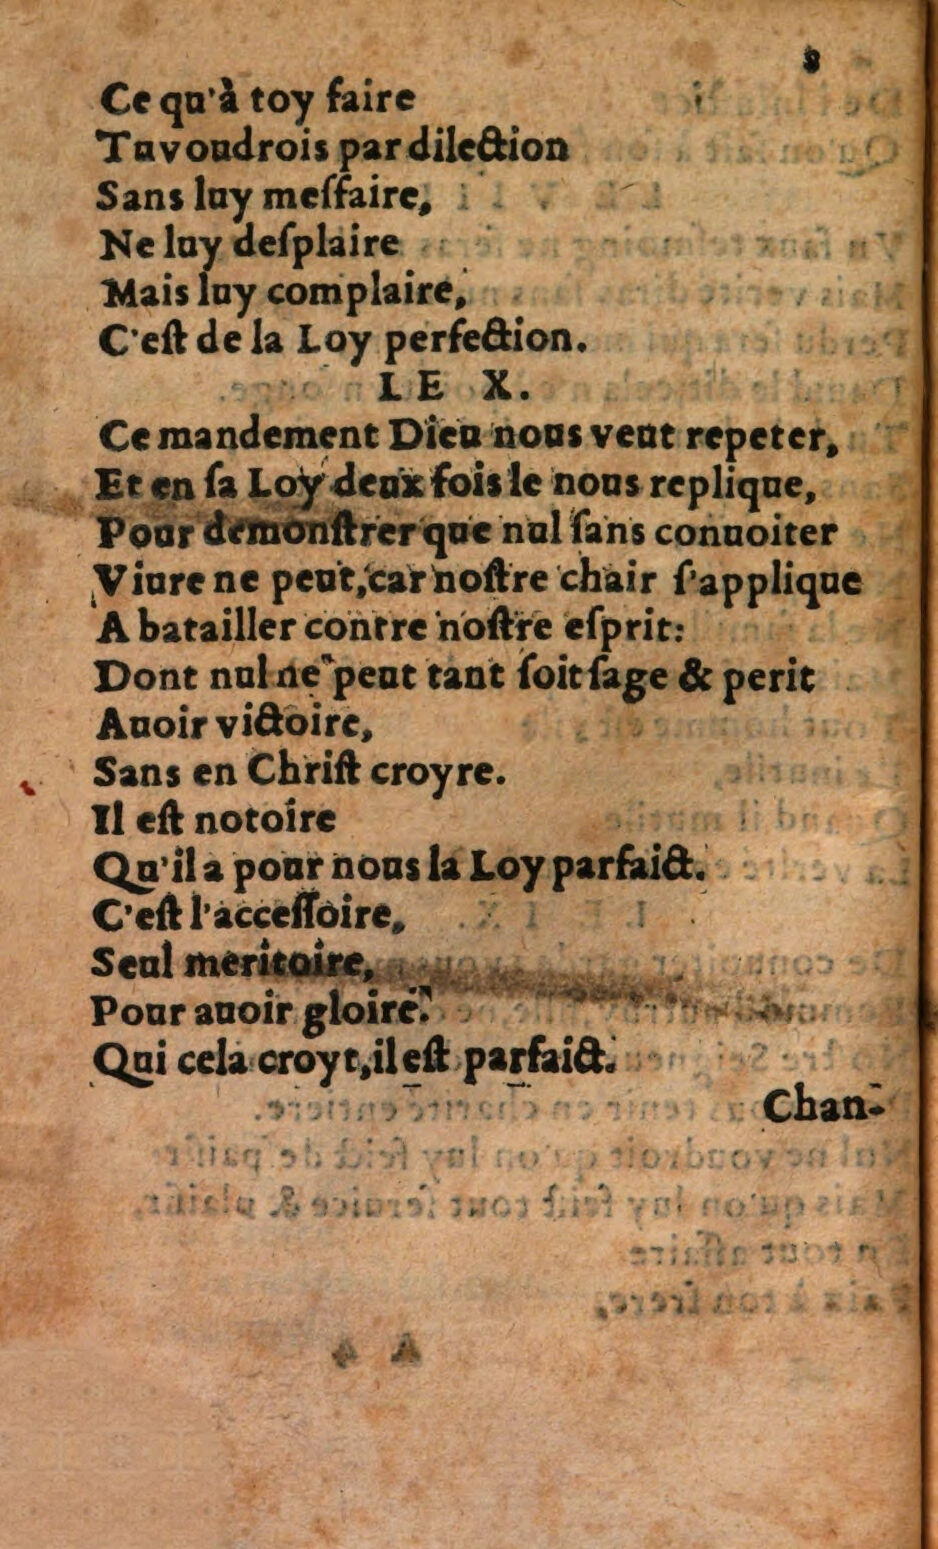 8
Ce qu'à toy faire
Tu voudrois par dilection
Sans luy meſfaire,
Ne luy deſplaire
Mais luy complaire,
C'eſt de la Loy perfection.
LE X.
Ce mandement Dieu nous veut repeter,
Et en ſa Loy deux fois le nous replique,
Pour demonſtrer que nul ſans conuoiter
Viure ne peut, car noſtre chair ſ'applique
A batailler contre noſtre eſprit:
Dont nul ne peut tant ſoit ſage & perit
Auoir victoire,
Sans en Chriſt croyre.
Il eſt notoire
Qu'il a pour nous la Loy parfaict.
C'eſt l'acceſſoire,
Seul meritoire,
Pour auoir gloire.
Qui cela croyt, il eſt parfaict.
Chan-